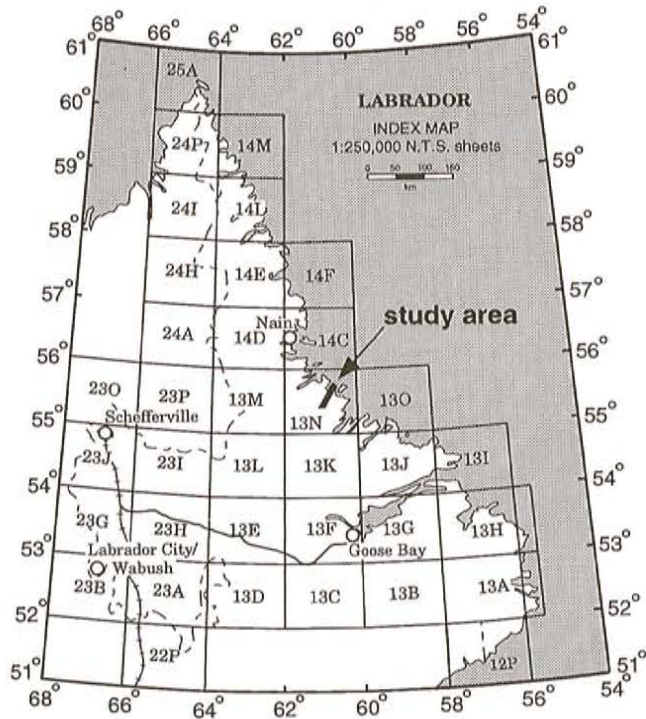 68° 66° 64° 62° 60° 58° 56° 54°
61° 61°
25A
60° 60°
LABRADOR
INDEX MAP
1:250,000 N.T.S. sheets
24P 14M
0 50 100 150
km
59° 59°
24I 14L
58° 58°
24H 14E 14F
57° 57°
study area
24A 14D Nain 14C
56° 56°
23O 23P 13M 13N 13O
55° Schefferville 55°
23J 23I 13L 13K 13J 13I
54° 54°
23G 23H 13E 13F 13G 13H
53° Labrador City/ Goose Bay 53°
Wabush
23B 23A 13D 13C 13B 13A
52° 52°
22P 12P
51° 51°
68° 66° 64° 62° 60° 58° 56° 54°